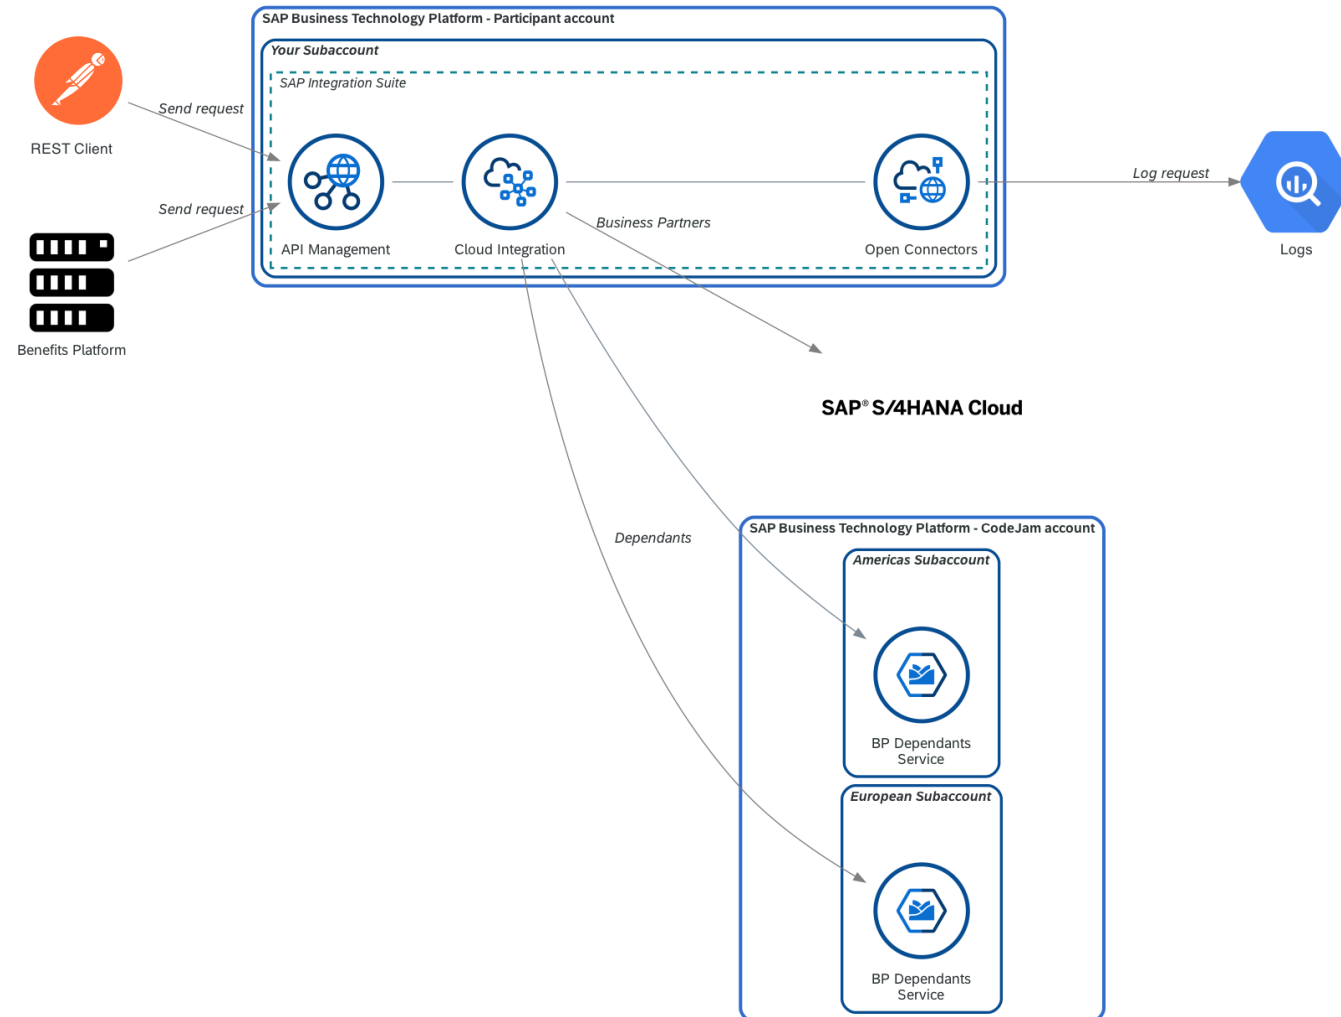 SAP Business Technology Platform - Participant account
Your Subaccount
SAP Integration Suite
Send request
REST Client
Send request
API Management
Cloud Integration
Business Partners
Open Connectors
Log request
Logs
Benefits Platform
SAP® S/4HANA Cloud
Dependants
SAP Business Technology Platform - CodeJam account
Americas Subaccount
BP Dependants
Service
European Subaccount
BP Dependants
Service